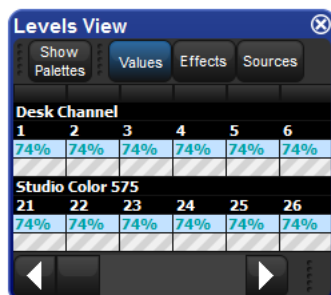 Levels View
Show Palettes Values Effects Sources
Desk Channel
1 2 3 4 5 6
74% 74% 74% 74% 74% 74%
Studio Color 575
21 22 23 24 25 26
74% 74% 74% 74% 74% 74%